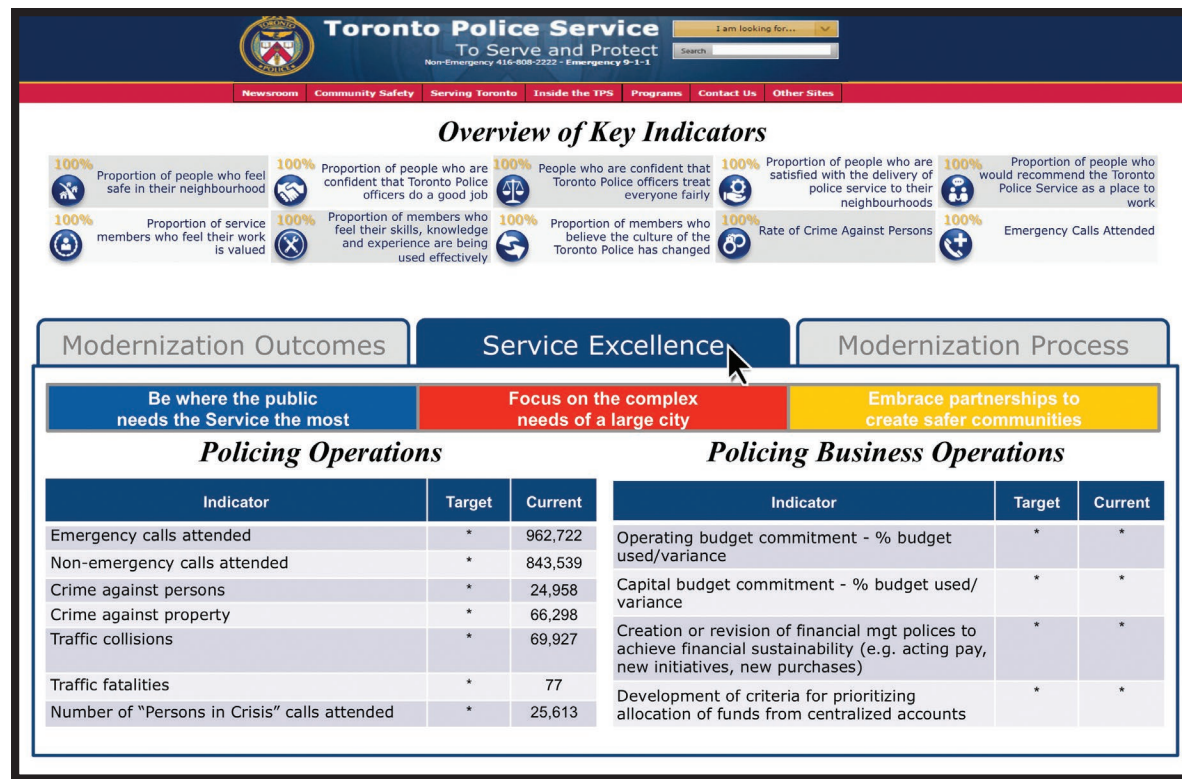 Toronto Police Service
To Serve and Protect
Non-Emergency 416-808-2222 - Emergency 9-1-1
I am looking for...
Search
Newsroom Community Safety Serving Toronto Inside the TPS Programs Contact Us Other Sites
Overview of Key Indicators
100%
Proportion of people who feel
safe in their neighbourhood
100%
Proportion of people who are
confident that Toronto Police
officers do a good job
100%
People who are confident that
Toronto Police officers treat
everyone fairly
100%
Proportion of people who are
satisfied with the delivery of
police service to their
neighbourhoods
100%
Proportion of people who
would recommend the Toronto
Police Service as a place to
work
100%
Proportion of service
members who feel their work
is valued
100%
Proportion of members who
feel their skills, knowledge
and experience are being
used effectively
100%
Proportion of members who
believe the culture of the
Toronto Police has changed
100%
Rate of Crime Against Persons
100%
Emergency Calls Attended
Modernization Outcomes
Service Excellence
Modernization Process
Be where the public
needs the Service the most
Focus on the complex
needs of a large city
Embrace partnerships to
create safer communities
Policing Operations
Indicator Target Current
Emergency calls attended * 962,722
Non-emergency calls attended * 843,539
Crime against persons * 24,958
Crime against property * 66,298
Traffic collisions * 69,927
Traffic fatalities * 77
Number of “Persons in Crisis” calls attended * 25,613
Policing Business Operations
Indicator Target Current
Operating budget commitment - % budget * *
used/variance
Capital budget commitment - % budget used/ * *
variance
Creation or revision of financial mgt polices to * *
achieve financial sustainability (e.g. acting pay,
new initiatives, new purchases)
Development of criteria for prioritizing * *
allocation of funds from centralized accounts